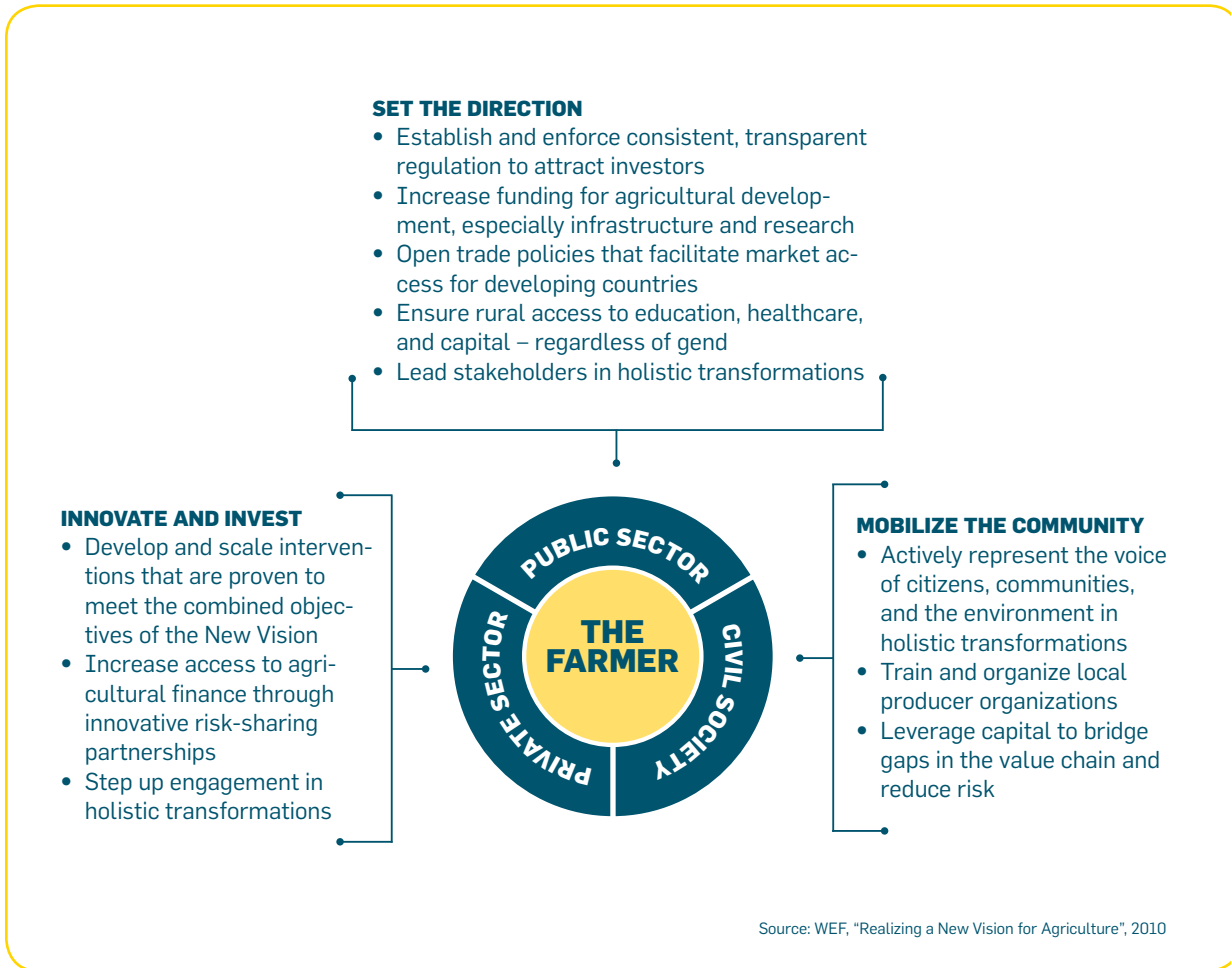 SET THE DIRECTION
• Establish and enforce consistent, transparent
regulation to attract investors
• Increase funding for agricultural develop-
ment, especially infrastructure and research
• Open trade policies that facilitate market ac-
cess for developing countries
• Ensure rural access to education, healthcare,
and capital – regardless of gend
• Lead stakeholders in holistic transformations
INNOVATE AND INVEST
• Develop and scale interven-
tions that are proven to
meet the combined objec-
tives of the New Vision
• Increase access to agri-
cultural finance through
innovative risk-sharing
partnerships
• Step up engagement in
holistic transformations
PUBLIC SECTOR
PRIVATE SECTOR
CIVIL SOCIETY
THE
FARMER
MOBILIZE THE COMMUNITY
• Actively represent the voice
of citizens, communities,
and the environment in
holistic transformations
• Train and organize local
producer organizations
• Leverage capital to bridge
gaps in the value chain and
reduce risk
Source: WEF, “Realizing a New Vision for Agriculture”, 2010